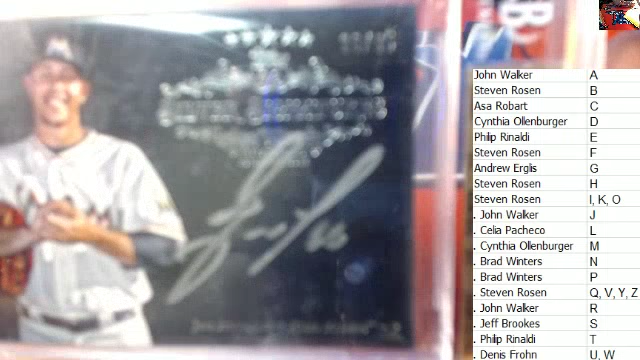 John Walker A
Steven Rosen B
Asa Robart C
Cynthia Ollenburger D
Philip Rinaldi E
Steven Rosen F
Andrew Erglis G
Steven Rosen H
Steven Rosen I, K, O
. John Walker J
. Celia Pacheco L
. Cynthia Ollenburger M
. Brad Winters N
. Brad Winters P
. Steven Rosen Q, V, Y, Z
. John Walker R
. Jeff Brookes S
. Philip Rinaldi T
. Denis Frohn U, W